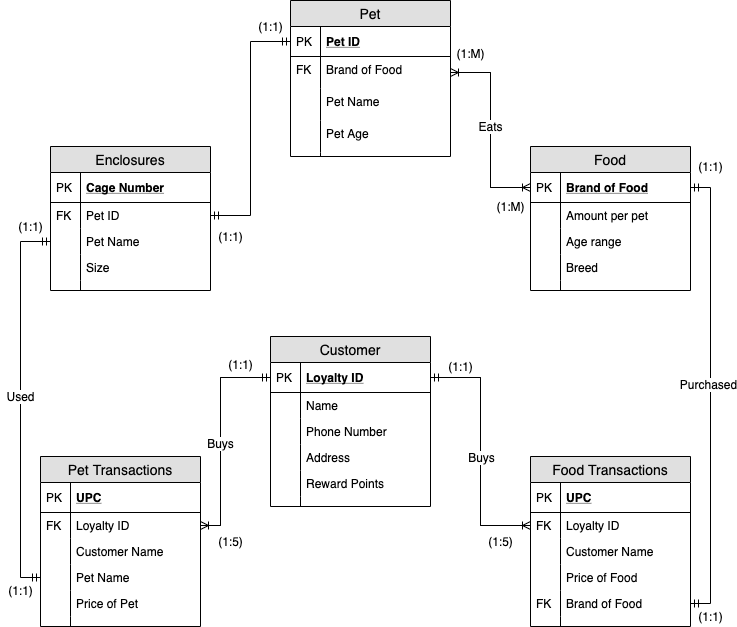 Pet
(1:1)
PK Pet ID
FK Brand of Food
(1:M)
Pet Name
Pet Age
Eats
Enclosures
PK Cage Number
FK Pet ID
Pet Name
Size
(1:1)
(1:1)
Food
PK Brand of Food
Amount per pet
Age range
Breed
(1:1)
(1:M)
Customer
PK Loyalty ID
Name
Phone Number
Address
Reward Points
(1:1)
(1:1)
Used
Buys
Buys
Purchased
Pet Transactions
PK UPC
FK Loyalty ID
Customer Name
Pet Name
Price of Pet
(1:5)
(1:1)
Food Transactions
PK UPC
FK Loyalty ID
Customer Name
Price of Food
FK Brand of Food
(1:5)
(1:1)